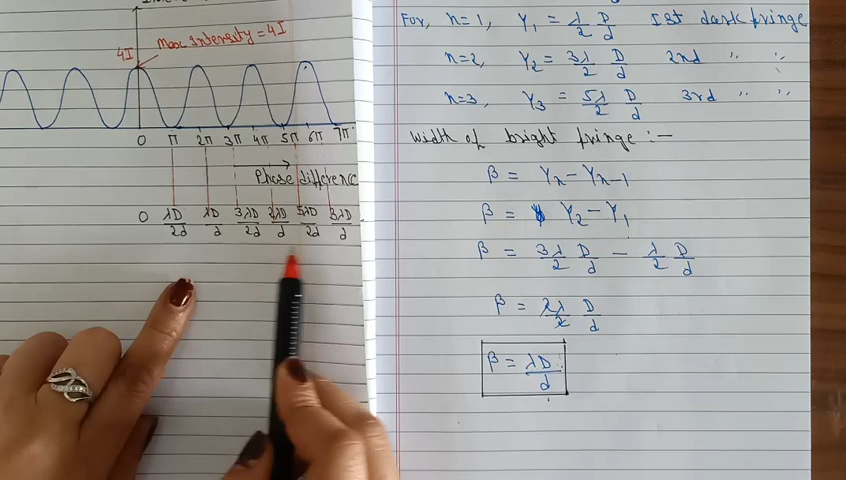 Max intensity = 4I
4I
0 π 2π 3π 4π 5π 6π 7π
Phase difference
0 λD/2d λD/d 3λD/2d 2λD/d 5λD/2d 3λD/d
For, n=1, Y₁ = λ/2 D/d Ist dark fringe
n=2, Y₂ = 3λ/2 D/d 2nd " "
n=3, Y₃ = 5λ/2 D/d 3rd " "
Width of bright fringe :-
β = Yₙ - Yₙ₋₁
β = Y₂ - Y₁
β = 3λ/2 D/d - λ/2 D/d
β = 2λ/2 D/d
β = λD/d